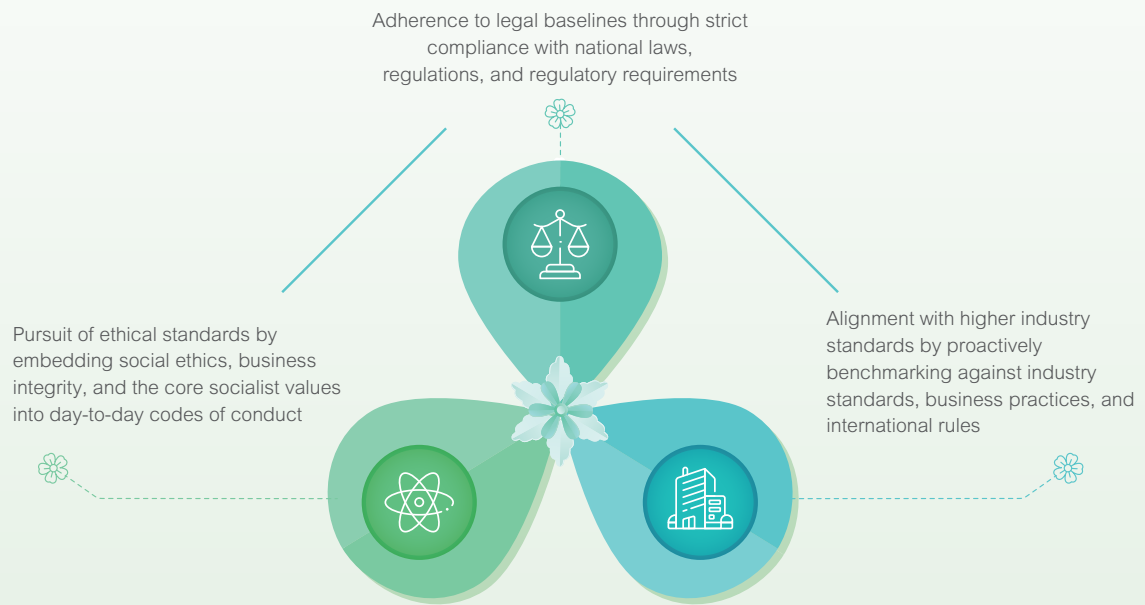 Adherence to legal baselines through strict
compliance with national laws,
regulations, and regulatory requirements
Pursuit of ethical standards by
embedding social ethics, business
integrity, and the core socialist values
into day-to-day codes of conduct
Alignment with higher industry
standards by proactively
benchmarking against industry
standards, business practices, and
international rules